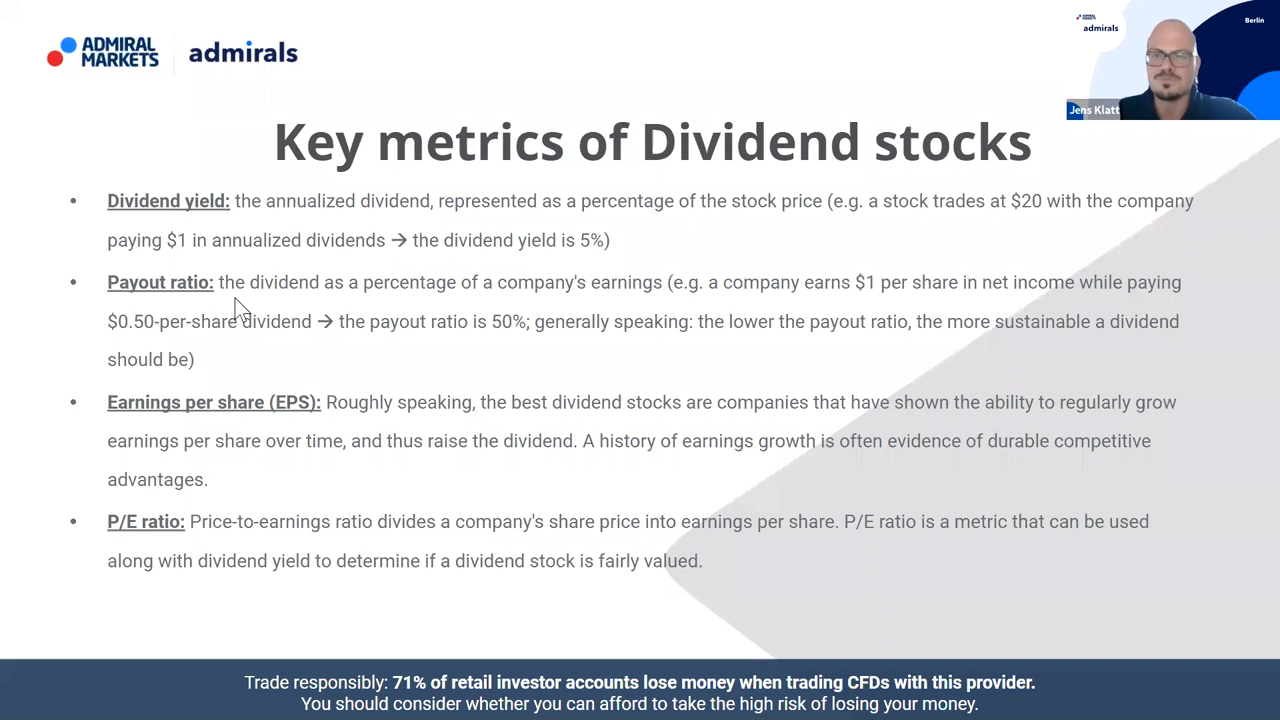 ADMIRAL
MARKETS
admirals
ADMIRAL
MARKETS
admirals
Berlin
Jens Klatt
Key metrics of Dividend stocks
• Dividend yield: the annualized dividend, represented as a percentage of the stock price (e.g. a stock trades at $20 with the company
paying $1 in annualized dividends → the dividend yield is 5%)
• Payout ratio: the dividend as a percentage of a company's earnings (e.g. a company earns $1 per share in net income while paying
$0.50-per-share dividend → the payout ratio is 50%; generally speaking: the lower the payout ratio, the more sustainable a dividend
should be)
• Earnings per share (EPS): Roughly speaking, the best dividend stocks are companies that have shown the ability to regularly grow
earnings per share over time, and thus raise the dividend. A history of earnings growth is often evidence of durable competitive
advantages.
• P/E ratio: Price-to-earnings ratio divides a company's share price into earnings per share. P/E ratio is a metric that can be used
along with dividend yield to determine if a dividend stock is fairly valued.
Trade responsibly: 71% of retail investor accounts lose money when trading CFDs with this provider.
You should consider whether you can afford to take the high risk of losing your money.